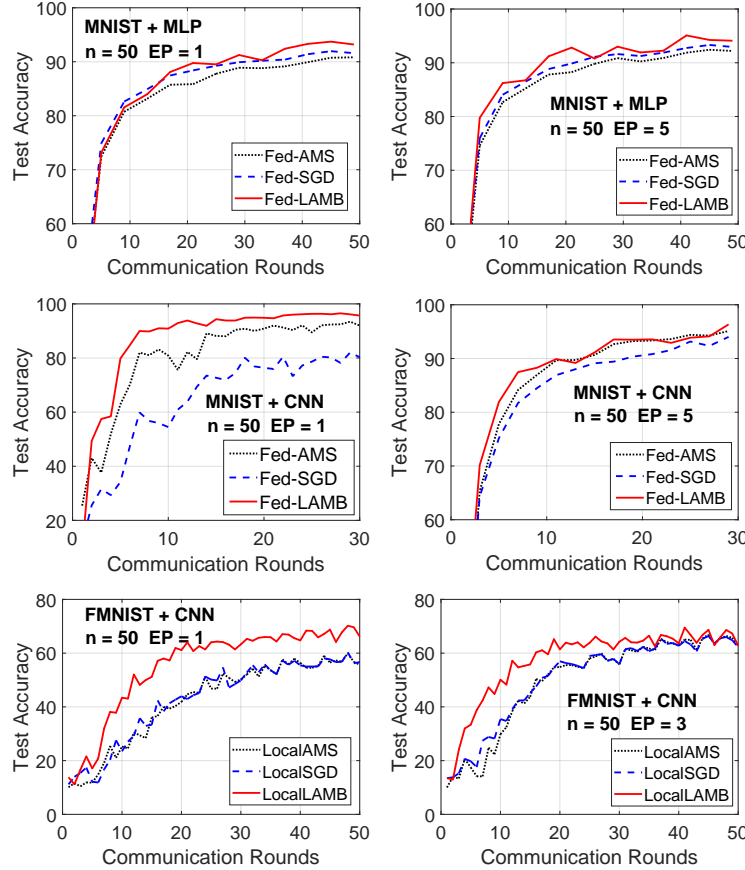 MNIST + MLP
n = 50 EP = 1
Test Accuracy
100
90
80
70
60
Fed-AMS
Fed-SGD
Fed-LAMB
0 10 20 30 40 50
Communication Rounds
MNIST + MLP
n = 50 EP = 5
Test Accuracy
100
90
80
70
60
Fed-AMS
Fed-SGD
Fed-LAMB
0 10 20 30 40 50
Communication Rounds
MNIST + CNN
n = 50 EP = 1
Test Accuracy
100
80
60
40
20
Fed-AMS
Fed-SGD
Fed-LAMB
0 10 20 30
Communication Rounds
MNIST + CNN
n = 50 EP = 5
Test Accuracy
100
90
80
70
60
Fed-AMS
Fed-SGD
Fed-LAMB
0 10 20 30
Communication Rounds
FMNIST + CNN
n = 50 EP = 1
Test Accuracy
80
60
40
20
0
LocalAMS
LocalSGD
LocalLAMB
0 10 20 30 40 50
Communication Rounds
FMNIST + CNN
n = 50 EP = 3
Test Accuracy
80
60
40
20
0
LocalAMS
LocalSGD
LocalLAMB
0 10 20 30 40 50
Communication Rounds